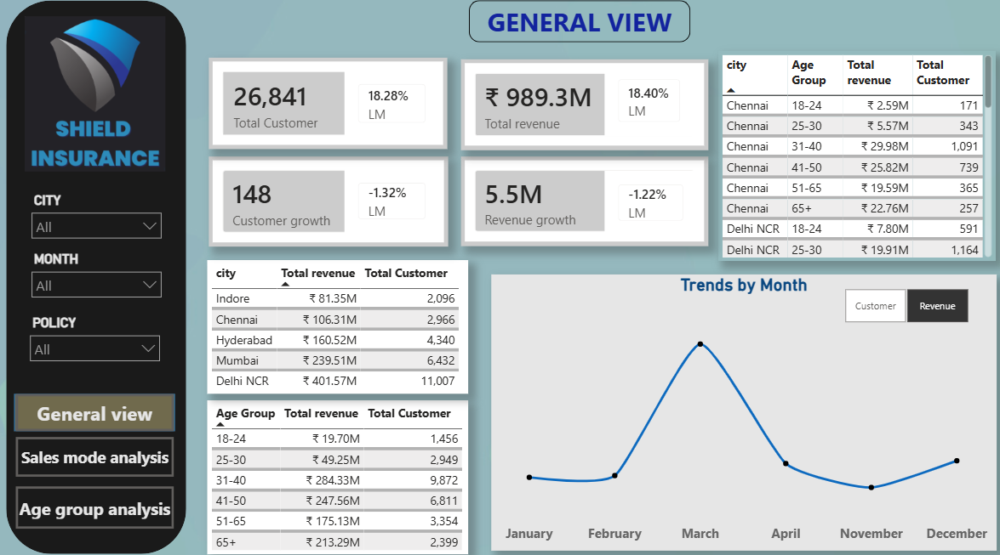 SHIELD
INSURANCE
CITY
All
MONTH
All
POLICY
All
General view
Sales mode analysis
Age group analysis
GENERAL VIEW
26,841
Total Customer
18.28%
LM
₹ 989.3M
Total revenue
18.40%
LM
148
Customer growth
-1.32%
LM
5.5M
Revenue growth
-1.22%
LM
city Age Group Total revenue Total Customer
Chennai 18-24 ₹ 2.59M 171
Chennai 25-30 ₹ 5.57M 343
Chennai 31-40 ₹ 29.98M 1,091
Chennai 41-50 ₹ 25.82M 739
Chennai 51-65 ₹ 19.59M 365
Chennai 65+ ₹ 22.76M 257
Delhi NCR 18-24 ₹ 7.80M 591
Delhi NCR 25-30 ₹ 19.91M 1,164
city Total revenue Total Customer
Indore ₹ 81.35M 2,096
Chennai ₹ 106.31M 2,966
Hyderabad ₹ 160.52M 4,340
Mumbai ₹ 239.51M 6,432
Delhi NCR ₹ 401.57M 11,007
Age Group Total revenue Total Customer
18-24 ₹ 19.70M 1,456
25-30 ₹ 49.25M 2,949
31-40 ₹ 284.33M 9,872
41-50 ₹ 247.56M 6,811
51-65 ₹ 175.13M 3,354
65+ ₹ 213.29M 2,399
Trends by Month
Customer Revenue
January February March April November December